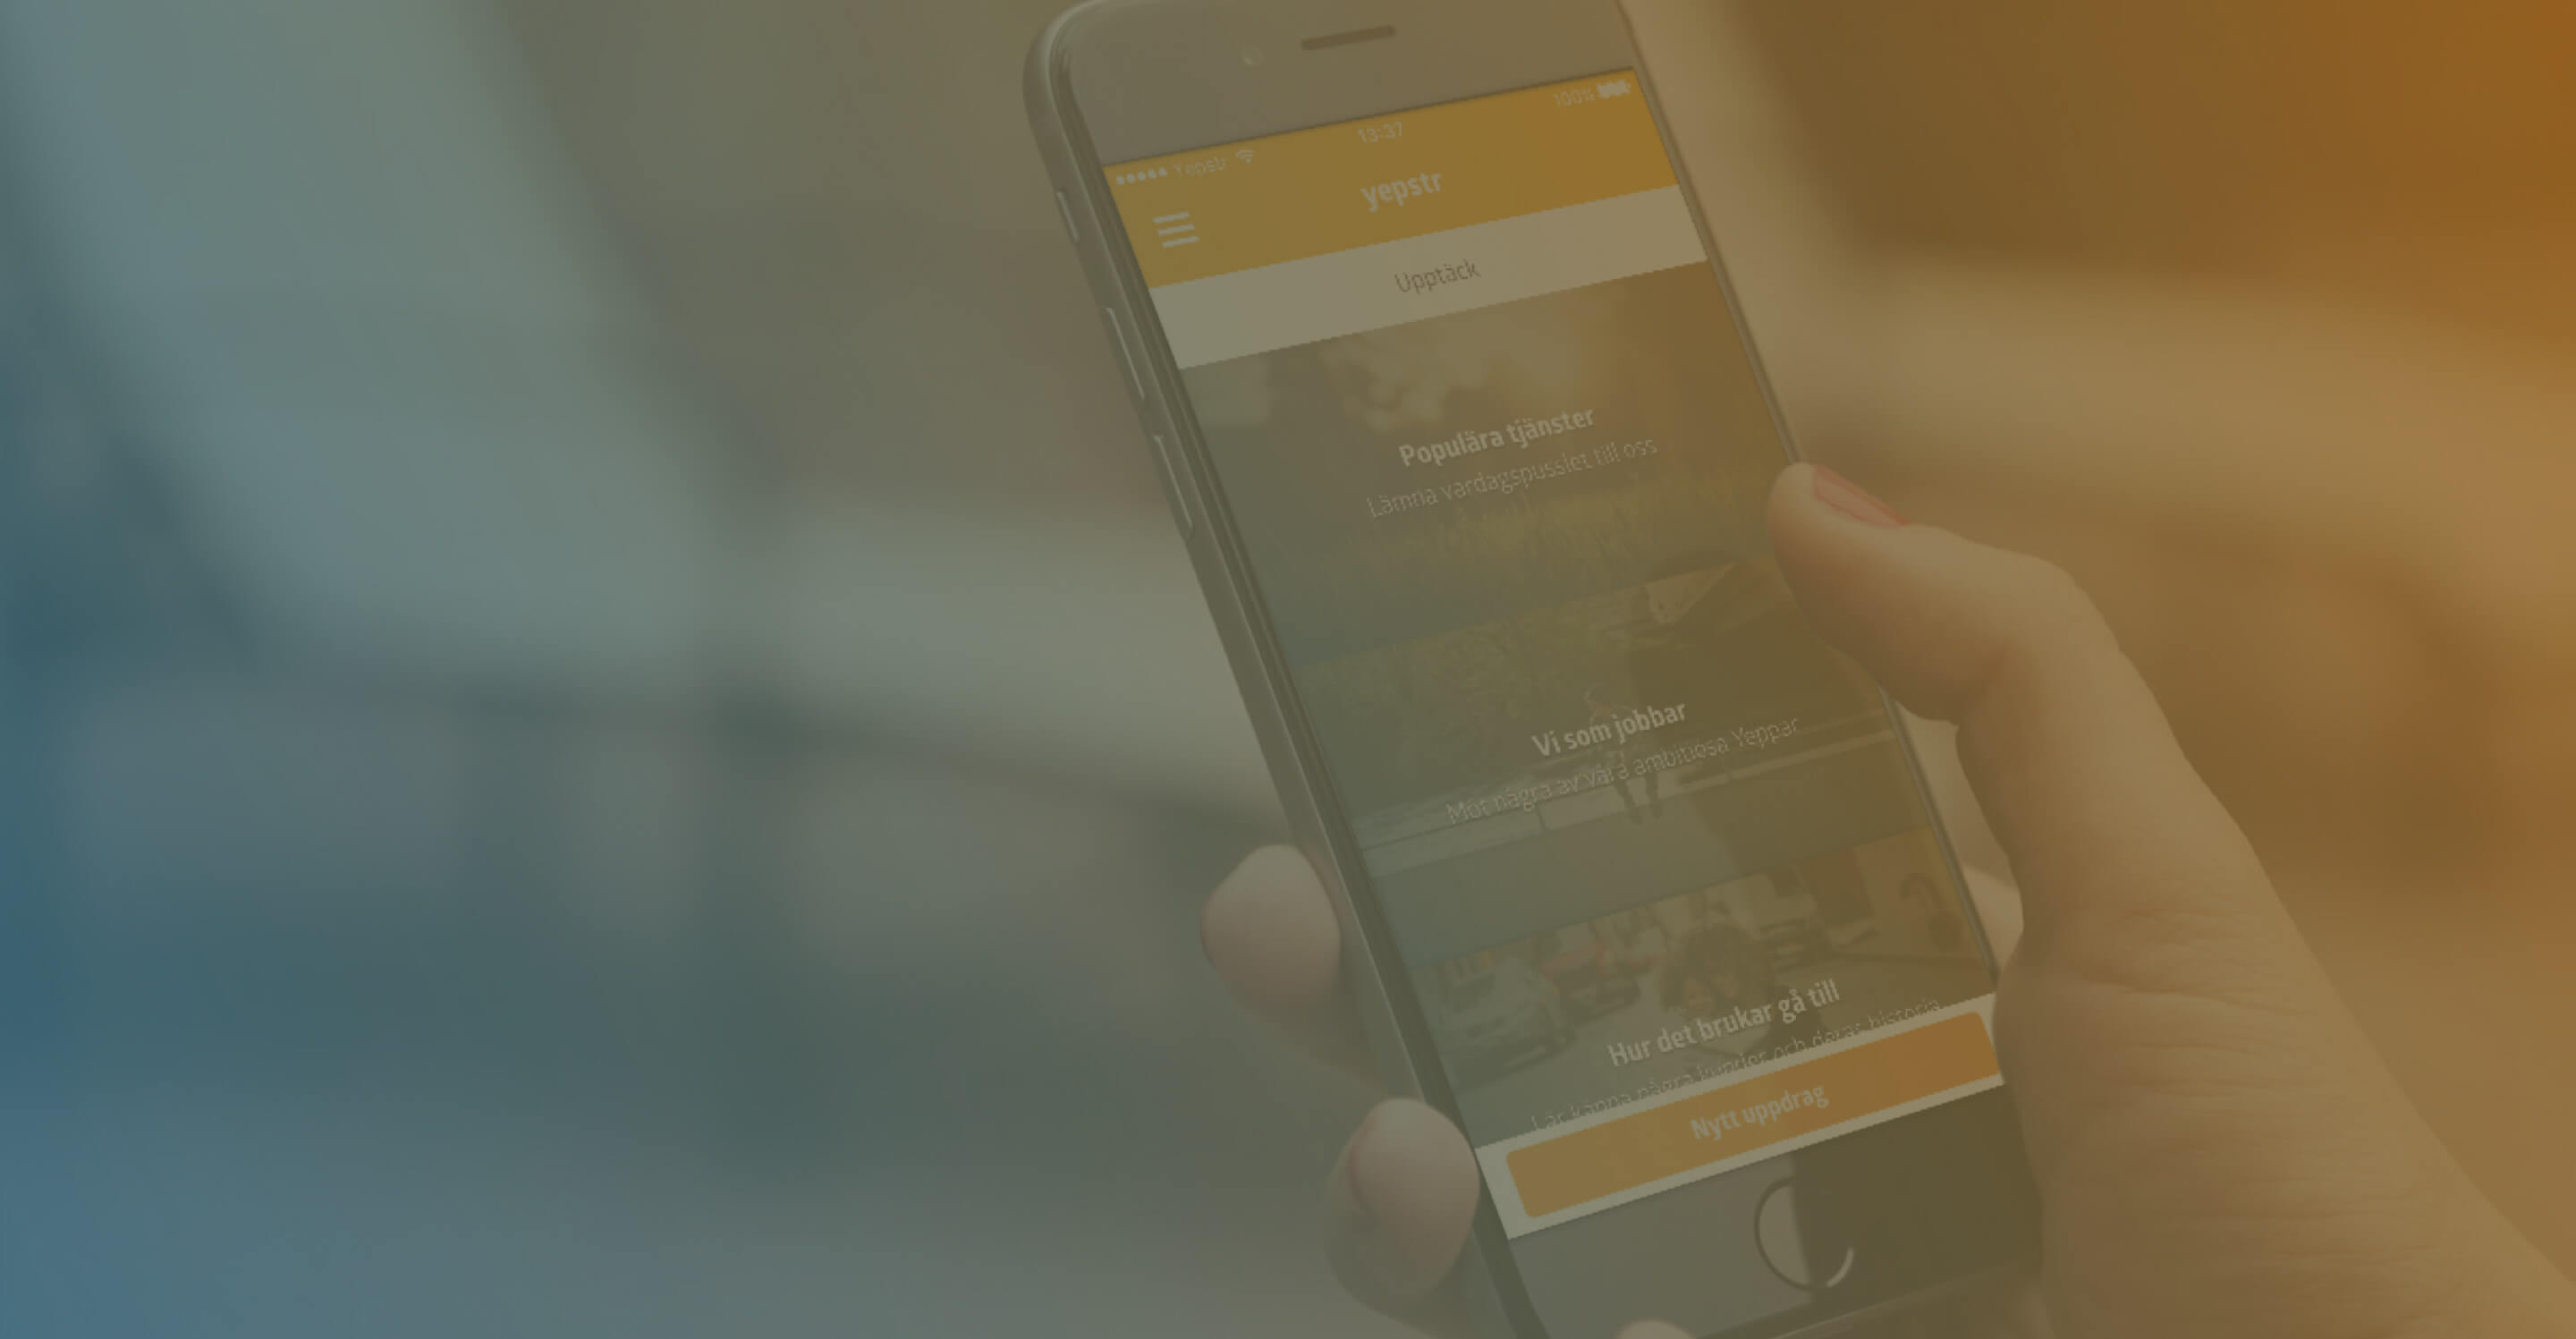 Yepstr
13:37
100%
yepstr
Upptäck
Populära tjänster
Lämna vardagspusslet till oss
Vi som jobbar
Möt några av våra ambitiösa Yeppar
Hur det brukar gå till
Lär känna några kunder och deras historia
Nytt uppdrag